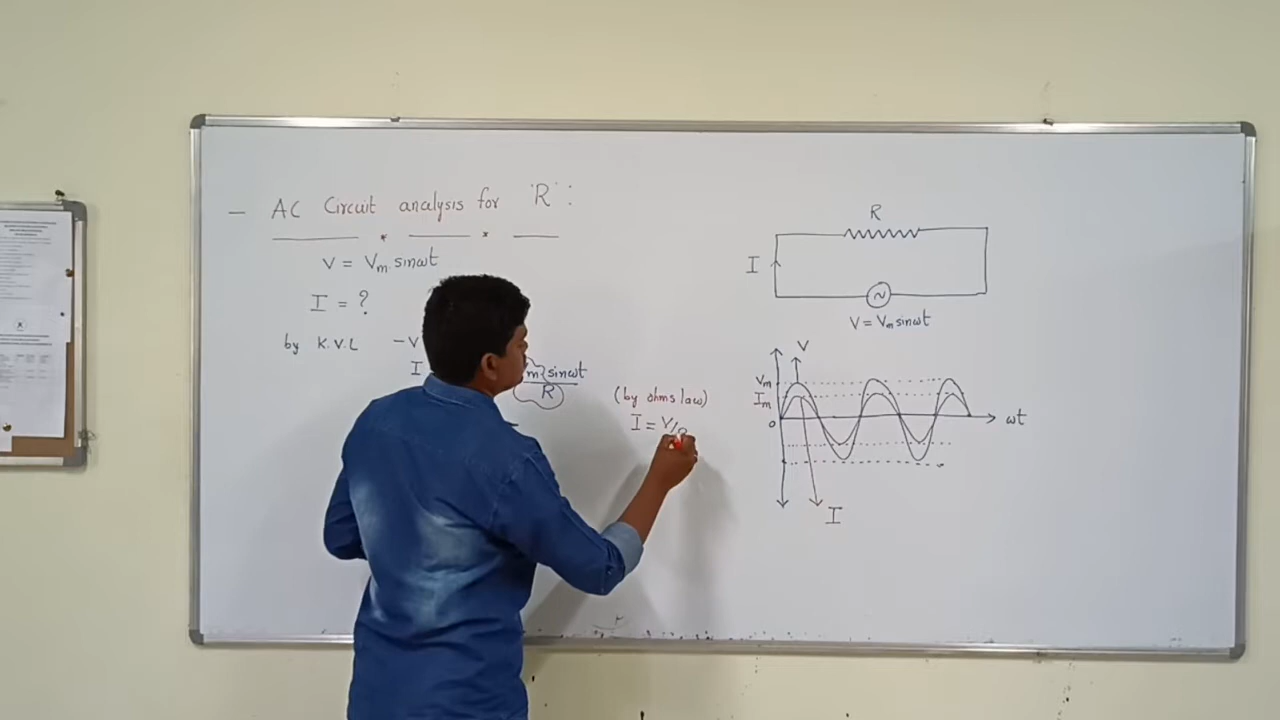 - AC Circuit analysis for 'R' :
V = Vm sinωt
I = ?
by K.V.L -V
I
m sinωt
R
(by ohms law)
I = V/R
R
I
V = Vm sinωt
V
Vm
Im
0
ωt
I